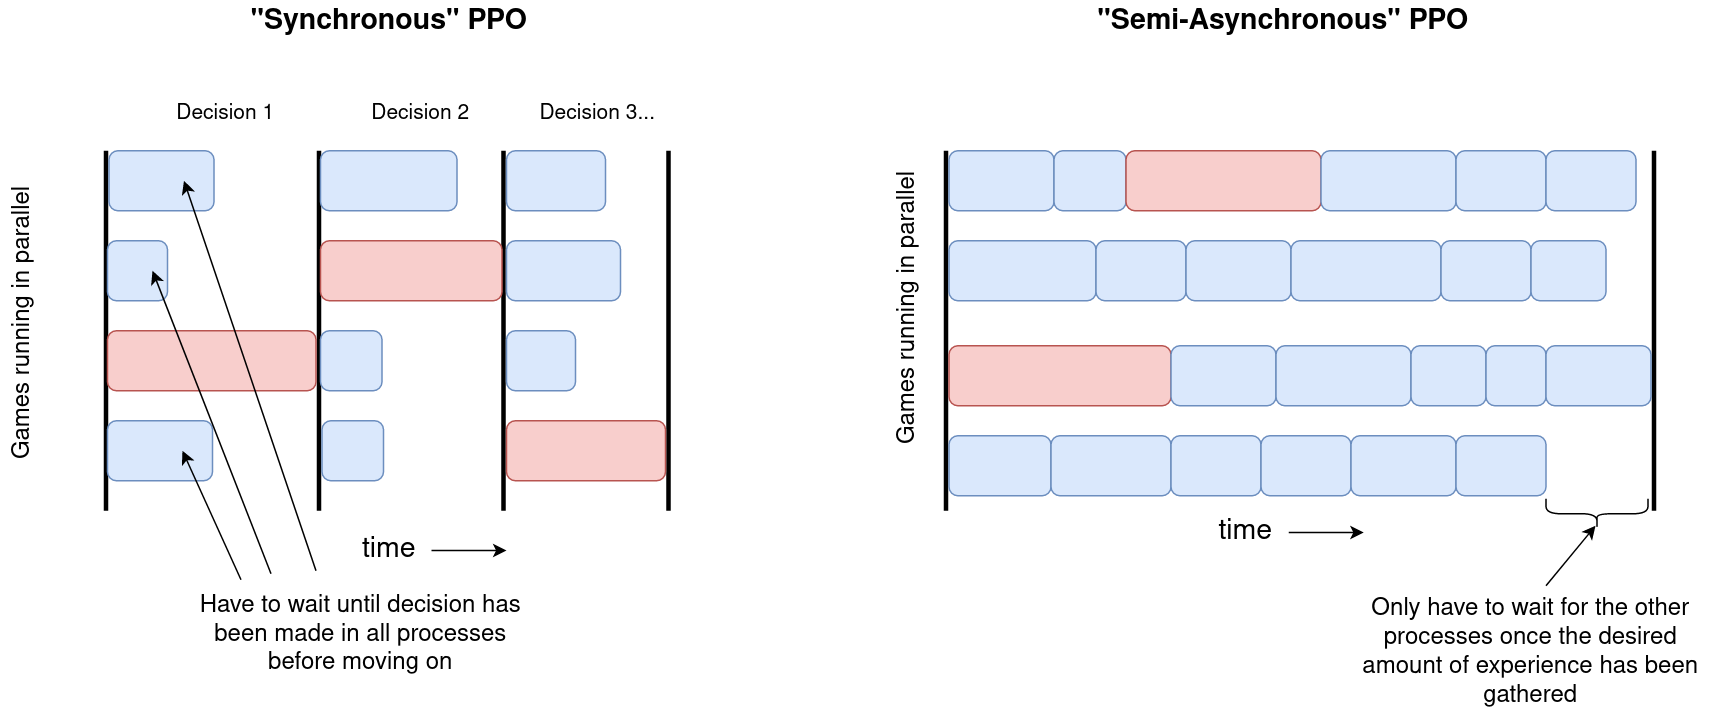 "Synchronous" PPO
Decision 1
Decision 2
Decision 3...
Games running in parallel
time
Have to wait until decision has
been made in all processes
before moving on
"Semi-Asynchronous" PPO
Games running in parallel
time
Only have to wait for the other
processes once the desired
amount of experience has been
gathered